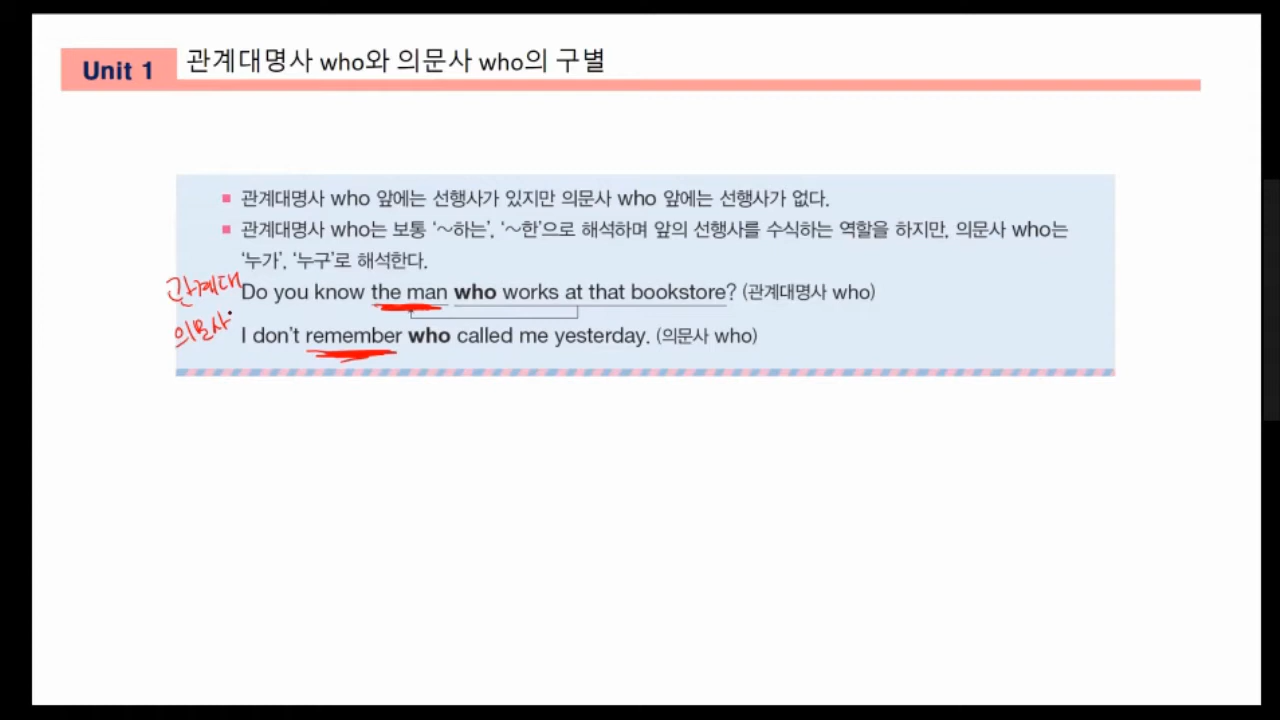 Unit 1 관계대명사 who와 의문사 who의 구별
관계대명사 who 앞에는 선행사가 있지만 의문사 who 앞에는 선행사가 없다.
관계대명사 who는 보통 ‘~하는’, ‘~한’으로 해석하며 앞의 선행사를 수식하는 역할을 하지만, 의문사 who는
‘누가’, ‘누구’로 해석한다.
관계대 Do you know the man who works at that bookstore? (관계대명사 who)
의문사 I don't remember who called me yesterday. (의문사 who)